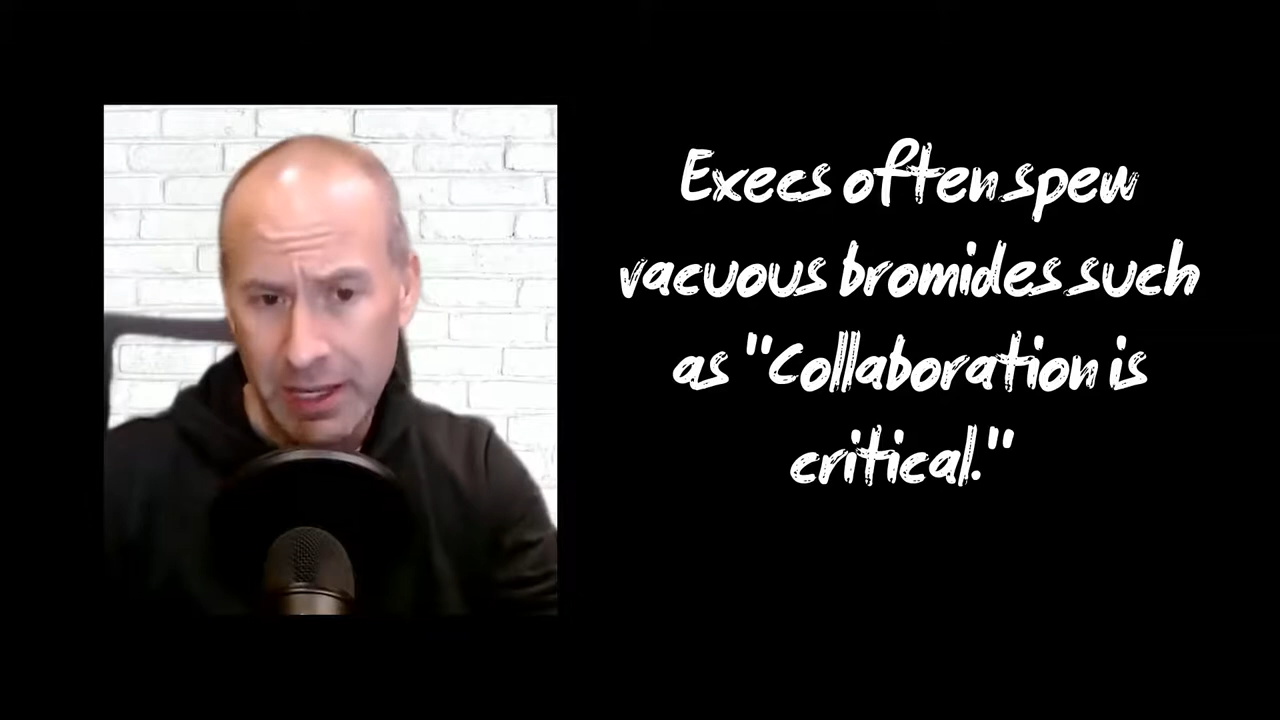 Execs often spew
vacuous bromides such
as "Collaboration is
critical."